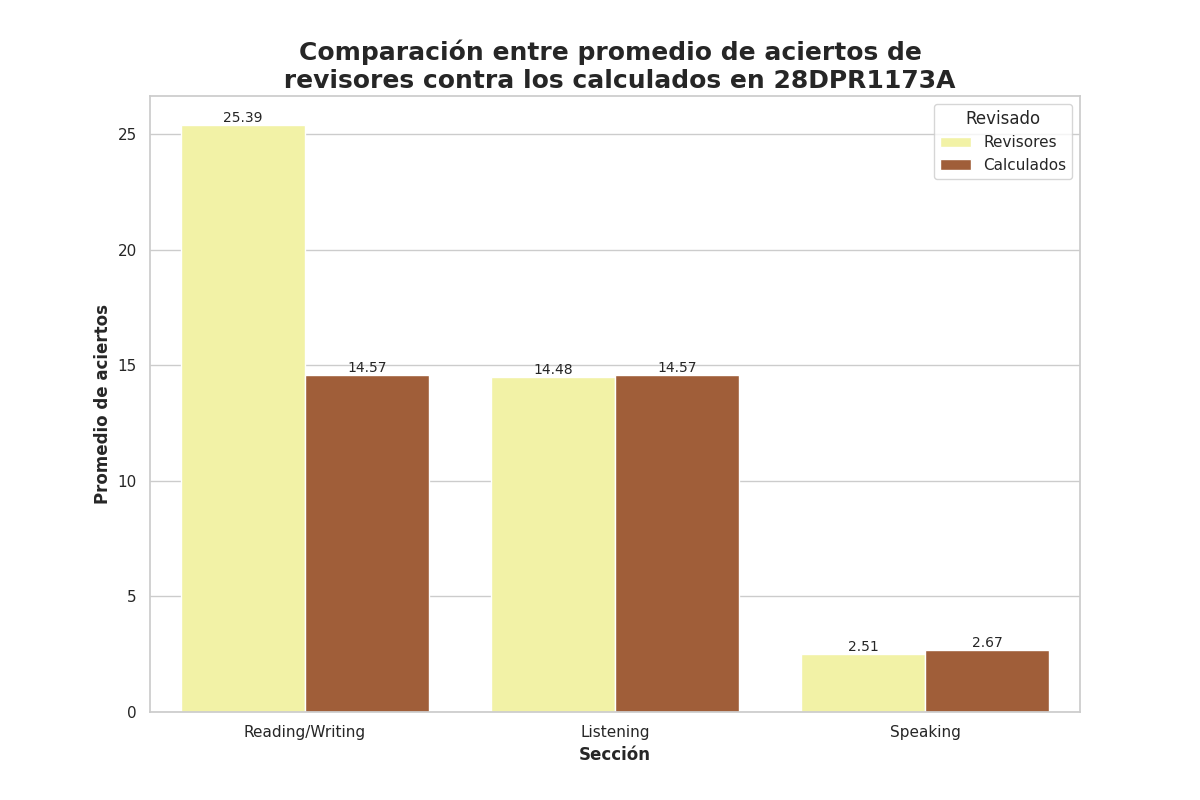 Comparación entre promedio de aciertos de
revisores contra los calculados en 28DPR1173A
Revisado
Revisores
Calculados
Promedio de aciertos
25
20
15
10
5
0
25.39
14.57
14.48
14.57
2.51
2.67
Reading/Writing
Listening
Speaking
Sección